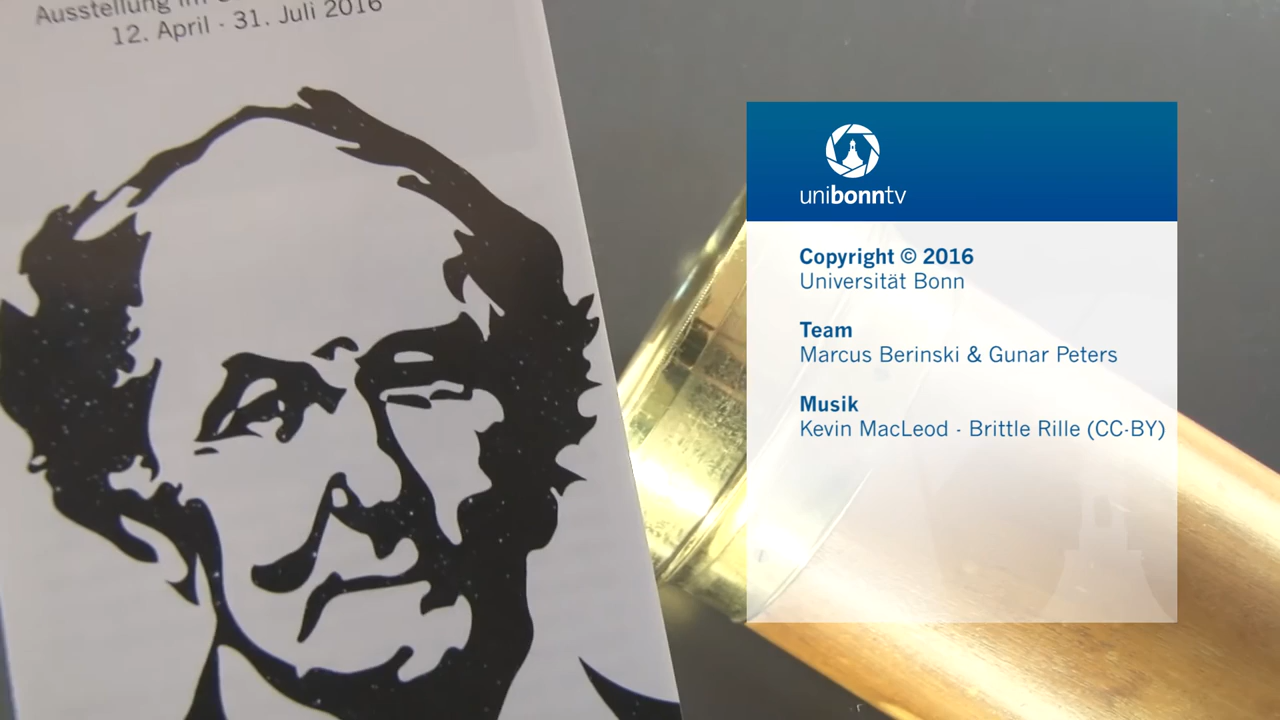 Ausstellung im
12. April - 31. Juli 2016
unibonntv
Copyright © 2016
Universität Bonn
Team
Marcus Berinski & Gunar Peters
Musik
Kevin MacLeod - Brittle Rille (CC-BY)